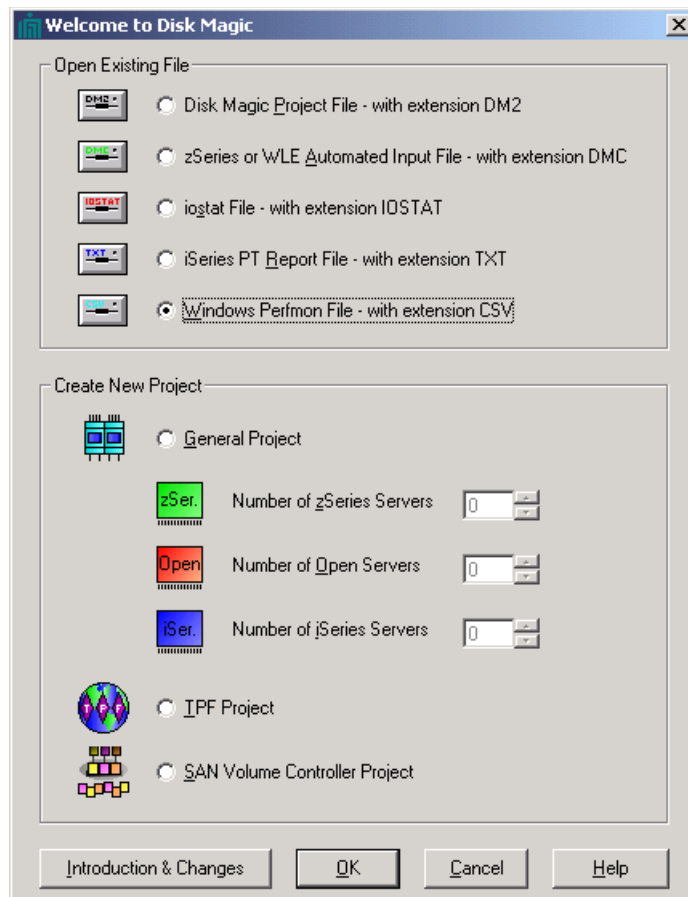 Welcome to Disk Magic
Open Existing File
DM2
Disk Magic Project File - with extension DM2
DMC
zSeries or WLE Automated Input File - with extension DMC
IOSTAT
iostat File - with extension IOSTAT
TXT
iSeries PT Report File - with extension TXT
CSV
Windows Perfmon File - with extension CSV
Create New Project
General Project
zSer. Number of zSeries Servers 0
Open Number of Open Servers 0
iSer. Number of iSeries Servers 0
T P F TPF Project
SAN Volume Controller Project
Introduction & Changes OK Cancel Help